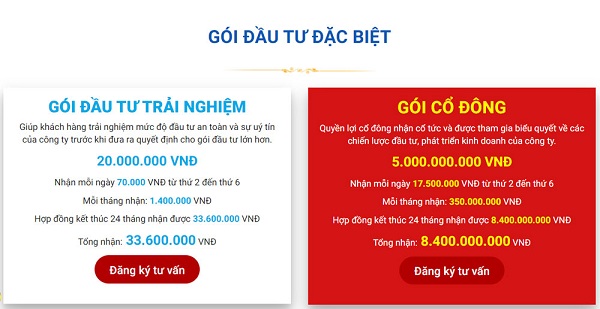 GÓI ĐẦU TƯ ĐẶC BIỆT
GÓI ĐẦU TƯ TRẢI NGHIỆM
Giúp khách hàng trải nghiệm mức độ đầu tư an toàn và sự uý tín
của công ty trước khi đưa ra quyết định cho gói đầu tư lớn hơn.
20.000.000 VNĐ
Nhận mỗi ngày 70.000 VNĐ từ thứ 2 đến thứ 6
Mỗi tháng nhận: 1.400.000 VNĐ
Hợp đồng kết thúc 24 tháng nhận được 33.600.000 VNĐ
Tổng nhận: 33.600.000 VNĐ
Đăng ký tư vấn
GÓI CỔ ĐÔNG
Quyền lợi cổ đông nhận cổ tức và được tham gia biểu quyết về các
chiến lược đầu tư, phát triển kinh doanh của công ty.
5.000.000.000 VNĐ
Nhận mỗi ngày 17.500.000 VNĐ từ thứ 2 đến thứ 6
Mỗi tháng nhận: 350.000.000 VNĐ
Hợp đồng kết thúc 24 tháng nhận được 8.400.000.000 VNĐ
Tổng nhận: 8.400.000.000 VNĐ
Đăng ký tư vấn